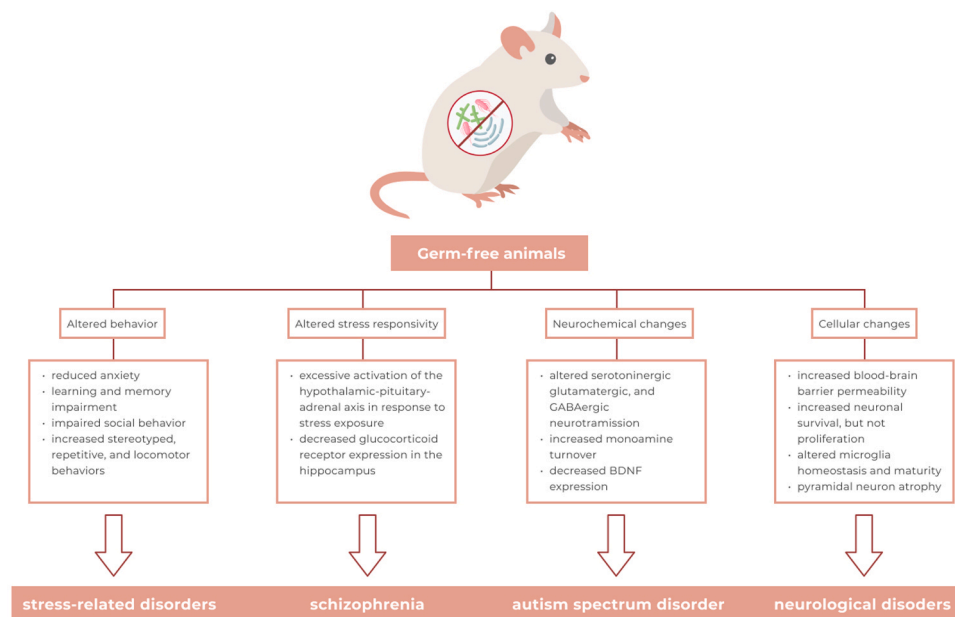 Germ-free animals
Altered behavior
Altered stress responsivity
Neurochemical changes
Cellular changes
· reduced anxiety
· learning and memory
impairment
· impaired social behavior
· increased stereotyped,
repetitive, and locomotor
behaviors
· excessive activation of the
hypothalamic-pituitary-
adrenal axis in response to
stress exposure
· decreased glucocorticoid
receptor expression in the
hippocampus
· altered serotoninergic
glutamatergic, and
GABAergic
neurotramission
· increased monoamine
turnover
· decreased BDNF
expression
· increased blood-brain
barrier permeability
· increased neuronal
survival, but not
proliferation
· altered microglia
homeostasis and maturity
· pyramidal neuron atrophy
stress-related disorders
schizophrenia
autism spectrum disorder
neurological disoders